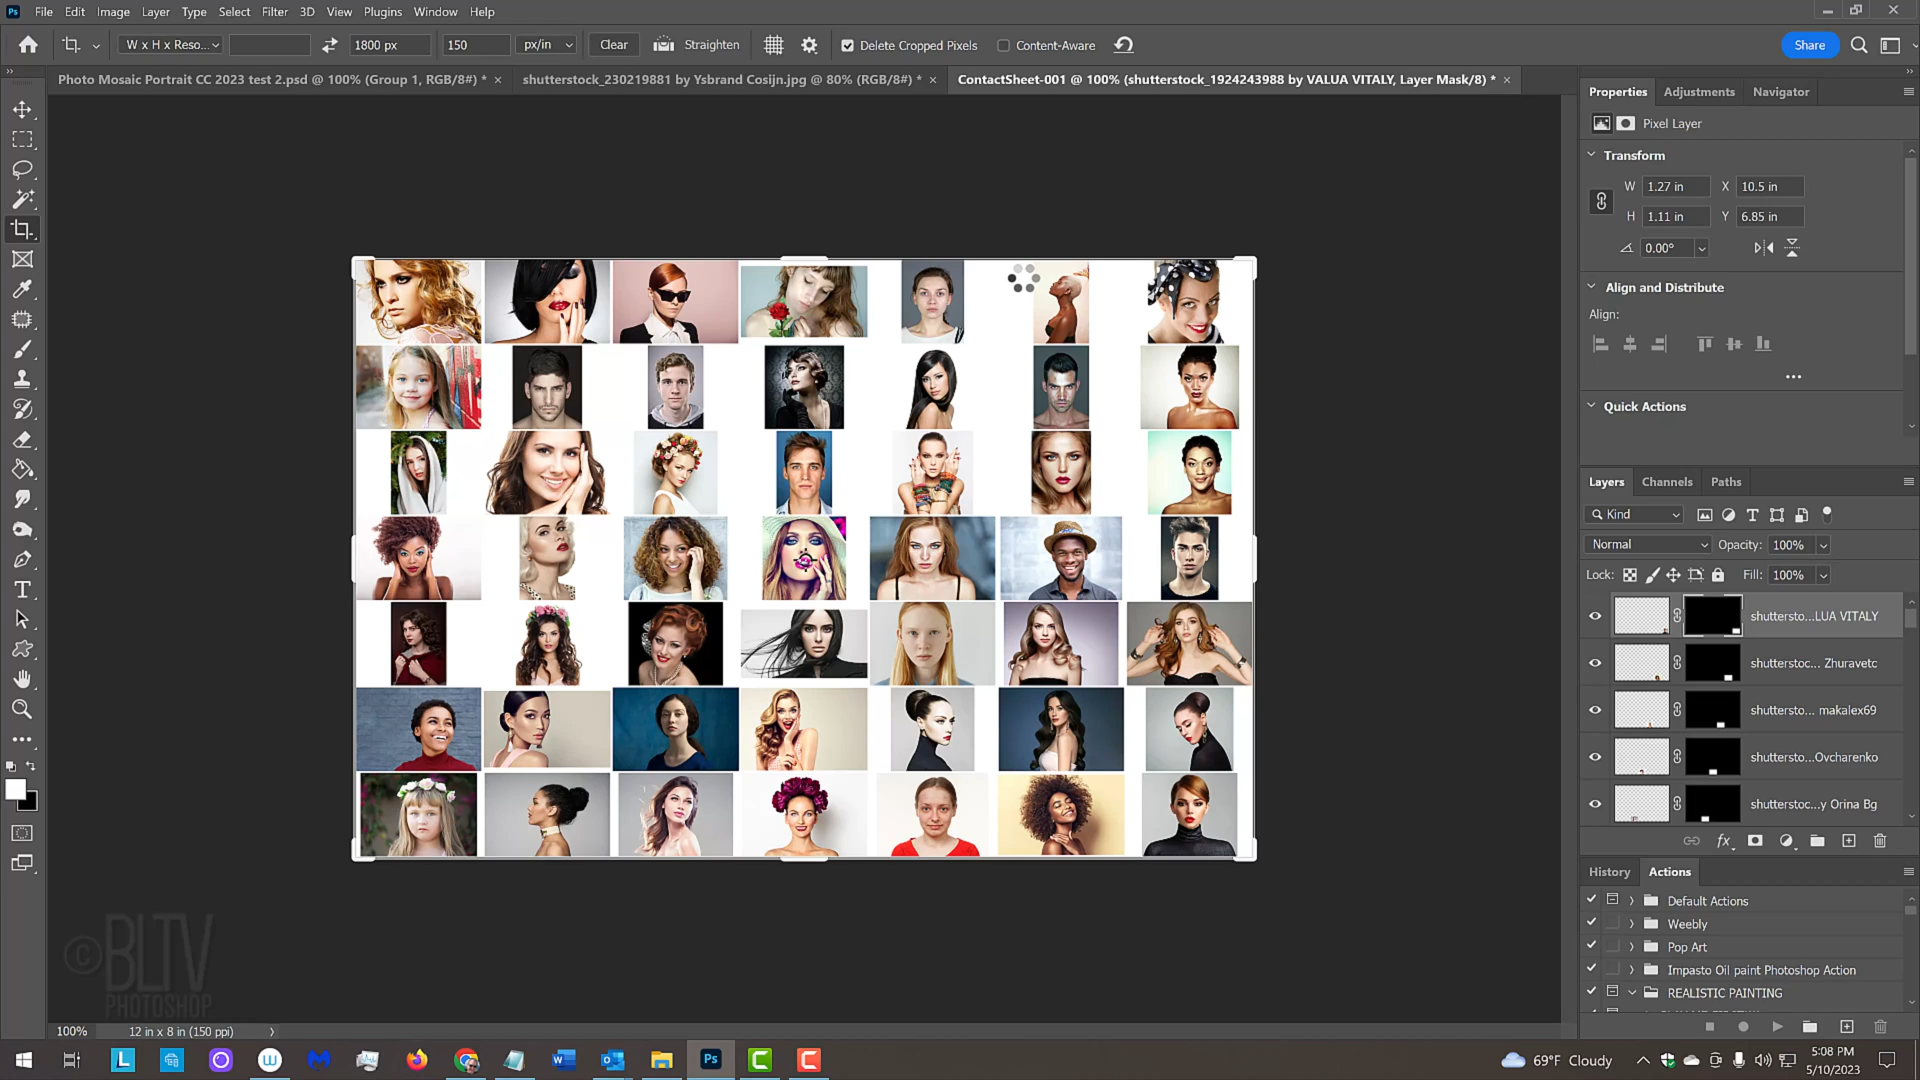 Ps File Edit Image Layer Type Select Filter 3D View Plugins Window Help
W x H x Reso... 1800 px 150 px/in Clear Straighten Delete Cropped Pixels Content-Aware Share
Photo Mosaic Portrait CC 2023 test 2.psd @ 100% (Group 1, RGB/8#) * × shutterstock_230219881 by Ysbrand Cosijn.jpg @ 80% (RGB/8#) * × ContactSheet-001 @ 100% (shutterstock_1924243988 by VALUA VITALY, Layer Mask/8) * ×
Properties Adjustments Navigator
Pixel Layer
Transform
W 1.27 in X 10.5 in
H 1.11 in Y 6.85 in
0.00°
Align and Distribute
Align:
Quick Actions
Layers Channels Paths
Kind
Normal Opacity: 100%
Lock: Fill: 100%
shuttersto...LUA VITALY
shutterstoc... Zhuravetc
shuttersto... makalex69
shuttersto...Ovcharenko
shutterstoc...y Orina Bg
fx
History Actions
Default Actions
Weebly
Pop Art
Impasto Oil paint Photoshop Action
REALISTIC PAINTING
© BLTV
PHOTOSHOP
100% 12 in x 8 in (150 ppi)
69°F Cloudy
5:08 PM
5/10/2023